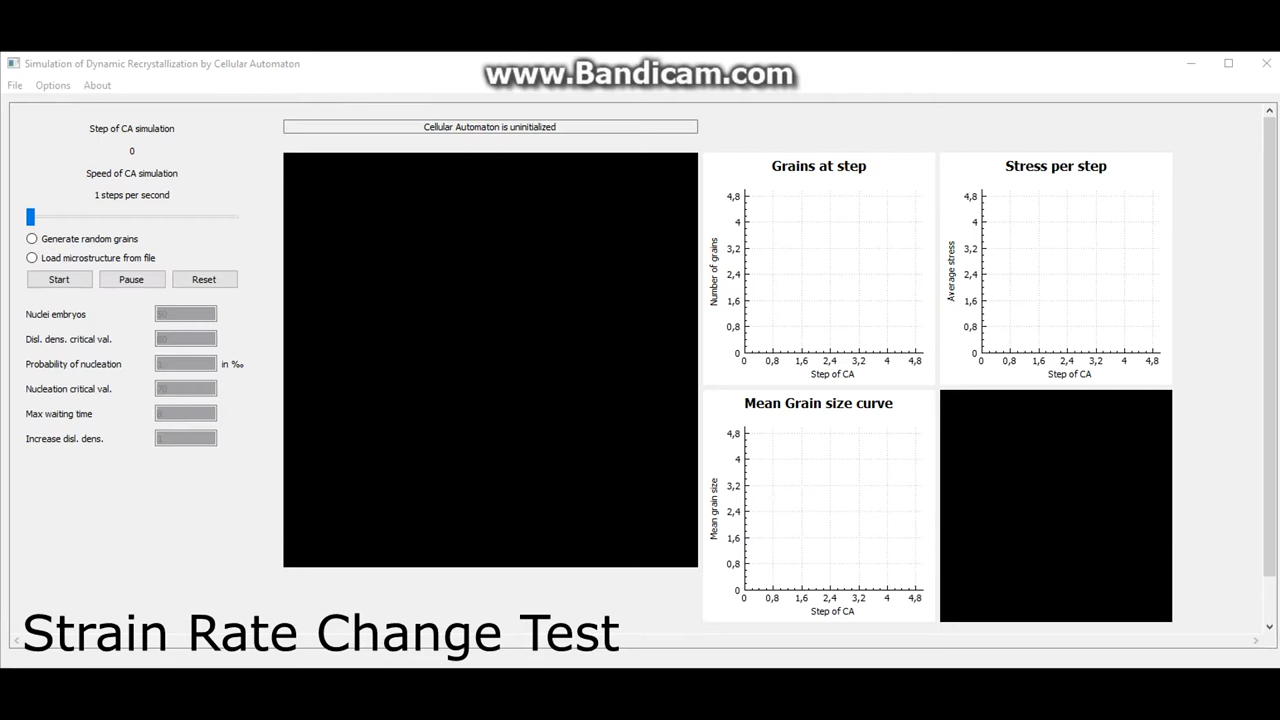 Simulation of Dynamic Recrystallization by Cellular Automaton
www.Bandicam.com
File Options About
Step of CA simulation
0
Speed of CA simulation
1 steps per second
Generate random grains
Load microstructure from file
Start Pause Reset
Nuclei embryos 50
Disl. dens. critical val.
Probability of nucleation 1 in ‰
Nucleation critical val. 70
Max waiting time
Increase disl. dens. 1
Cellular Automaton is uninitialized
Grains at step
Number of grains
4,8
4
3,2
2,4
1,6
0,8
0
0 0,8 1,6 2,4 3,2 4 4,8
Step of CA
Stress per step
Average stress
4,8
4
3,2
2,4
1,6
0,8
0
0 0,8 1,6 2,4 3,2 4 4,8
Step of CA
Mean Grain size curve
Mean grain size
4,8
4
3,2
2,4
1,6
0,8
0
0 0,8 1,6 2,4 3,2 4 4,8
Step of CA
Strain Rate Change Test